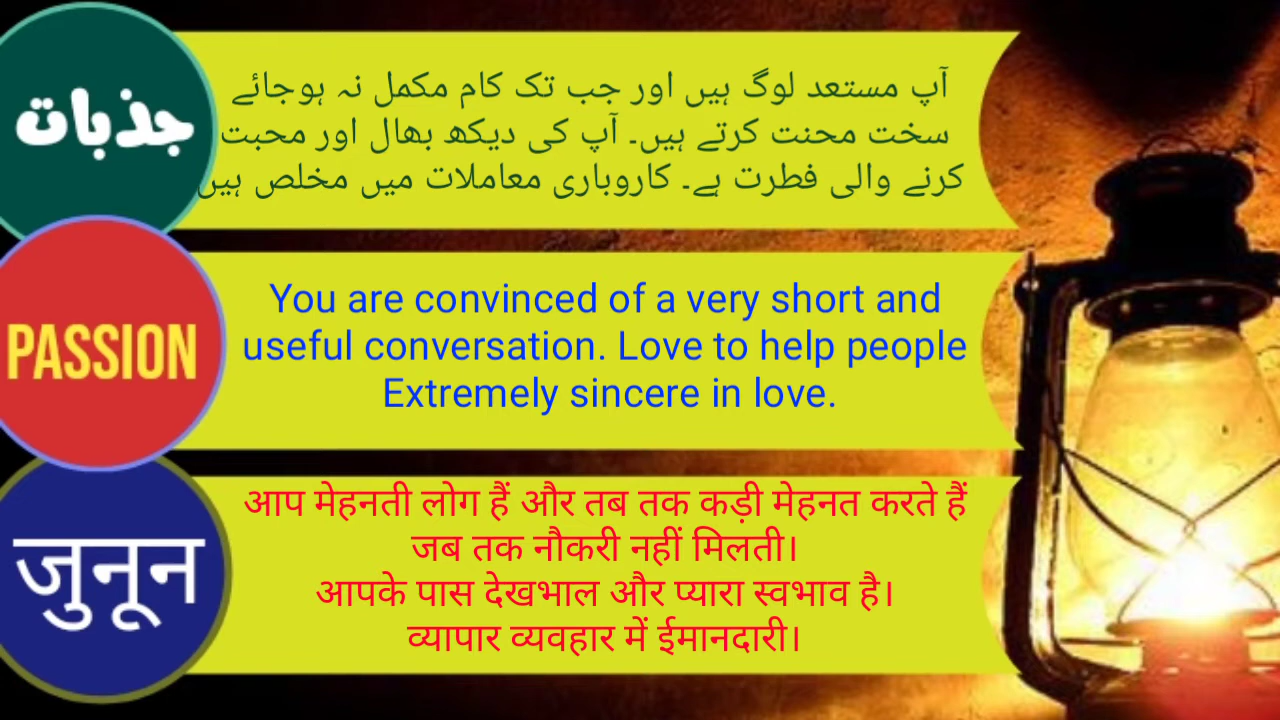 جذبات
آپ مستعد لوگ ہیں اور جب تک کام مکمل نہ ہوجائے
سخت محنت کرتے ہیں۔ آپ کی دیکھ بھال اور محبت
کرنے والی فطرت ہے۔ کاروباری معاملات میں مخلص ہیں
PASSION
You are convinced of a very short and
useful conversation. Love to help people
Extremely sincere in love.
जुनून
आप मेहनती लोग हैं और तब तक कड़ी मेहनत करते हैं
जब तक नौकरी नहीं मिलती।
आपके पास देखभाल और प्यारा स्वभाव है।
व्यापार व्यवहार में ईमानदारी।